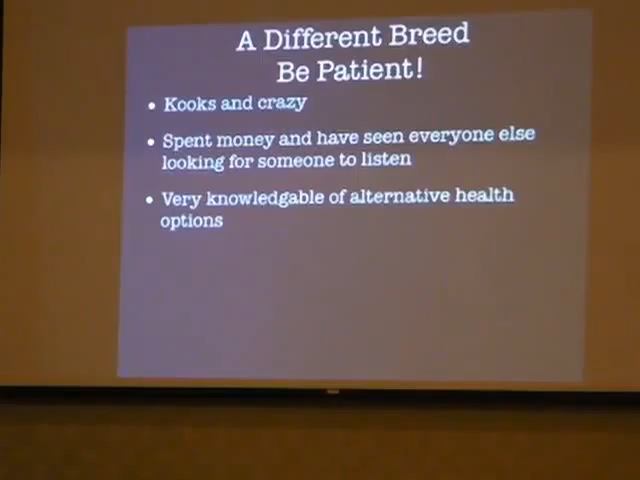 A Different Breed
Be Patient!
• Kooks and crazy
• Spent money and have seen everyone else
looking for someone to listen
• Very knowledgable of alternative health
options